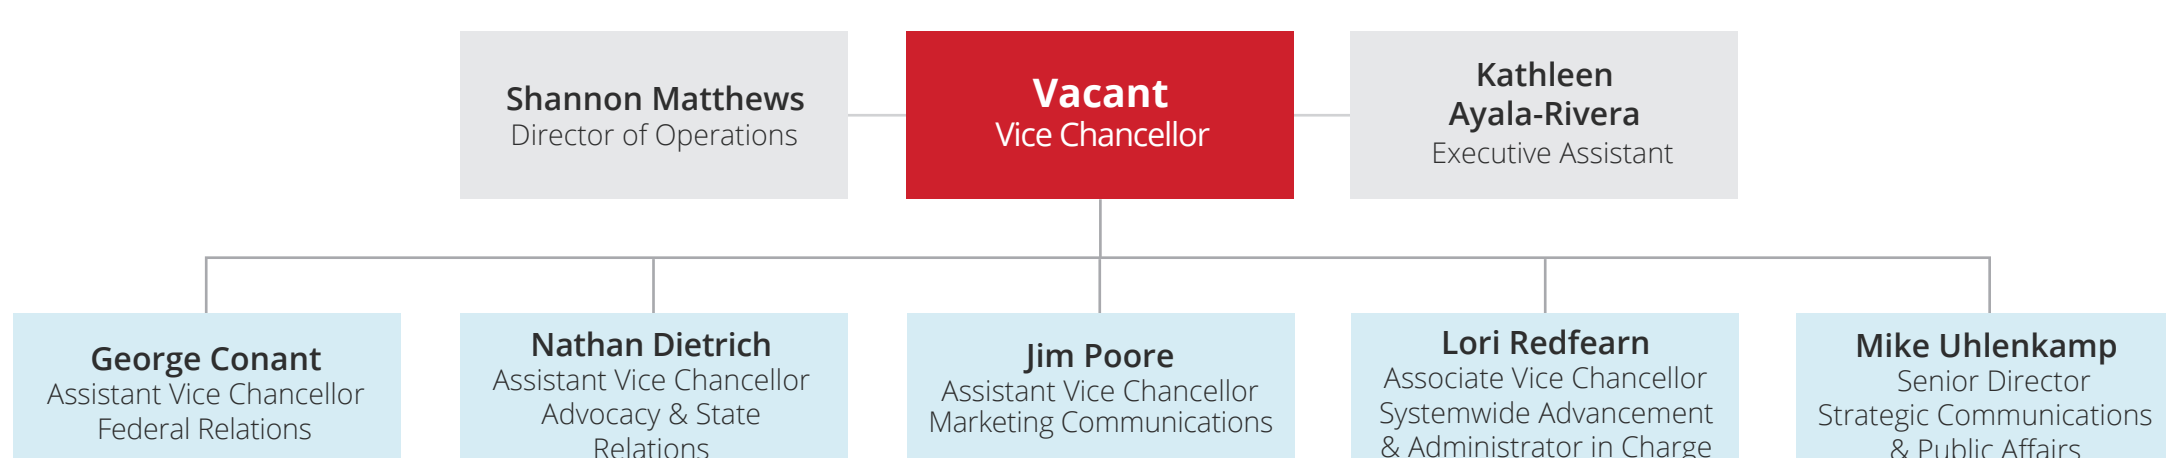 Shannon Matthews
Director of Operations
Vacant
Vice Chancellor
Kathleen
Ayala-Rivera
Executive Assistant
George Conant
Assistant Vice Chancellor
Federal Relations
Nathan Dietrich
Assistant Vice Chancellor
Advocacy & State
Relations
Jim Poore
Assistant Vice Chancellor
Marketing Communications
Lori Redfearn
Associate Vice Chancellor
Systemwide Advancement
& Administrator in Charge
Mike Uhlenkamp
Senior Director
Strategic Communications
& Public Affairs